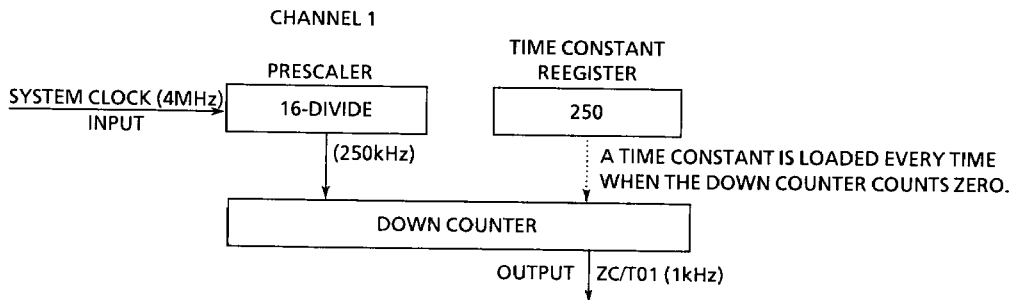 CHANNEL 1
TIME CONSTANT
REEGISTER
PRESCALER
SYSTEM CLOCK (4MHz)
INPUT
16-DIVIDE
250
(250kHz)
A TIME CONSTANT IS LOADED EVERY TIME
WHEN THE DOWN COUNTER COUNTS ZERO.
DOWN COUNTER
OUTPUT ZC/T01 (1kHz)